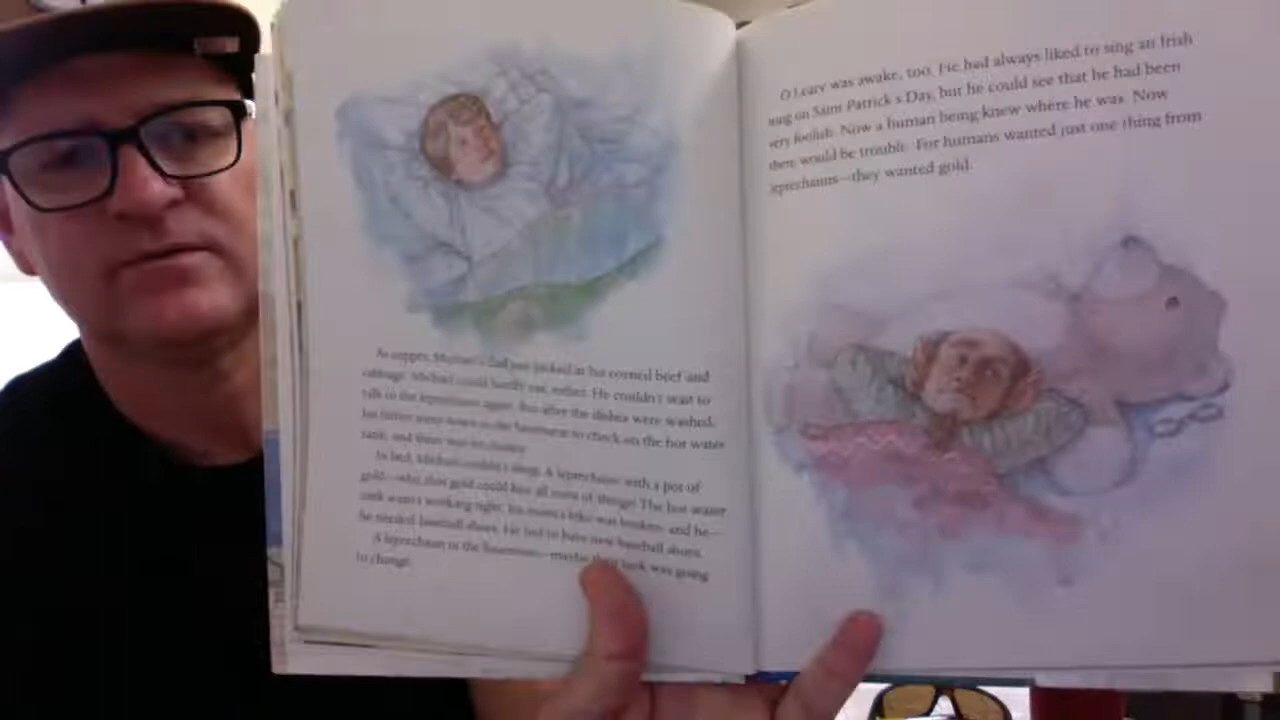 At supper, Michael's dad just picked at his corned beef and
cabbage. Michael could hardly eat, either. He couldn't wait to
talk to the leprechaun again. But after the dishes were washed,
his father went down to the basement to check on the hot water
tank, and there was no chance.
In bed, Michael couldn't sleep. A leprechaun with a pot of
gold—why, that gold could buy all sorts of things! The hot water
tank wasn't working right, his mom's bike was broken, and he—
he needed baseball shoes. He had to have new baseball shoes.
A leprechaun in the basement—maybe their luck was going
to change.
O'Leary was awake, too. He had always liked to sing an Irish
song on Saint Patrick's Day, but he could see that he had been
very foolish. Now a human being knew where he was. Now
there would be trouble. For humans wanted just one thing from
leprechauns—they wanted gold.